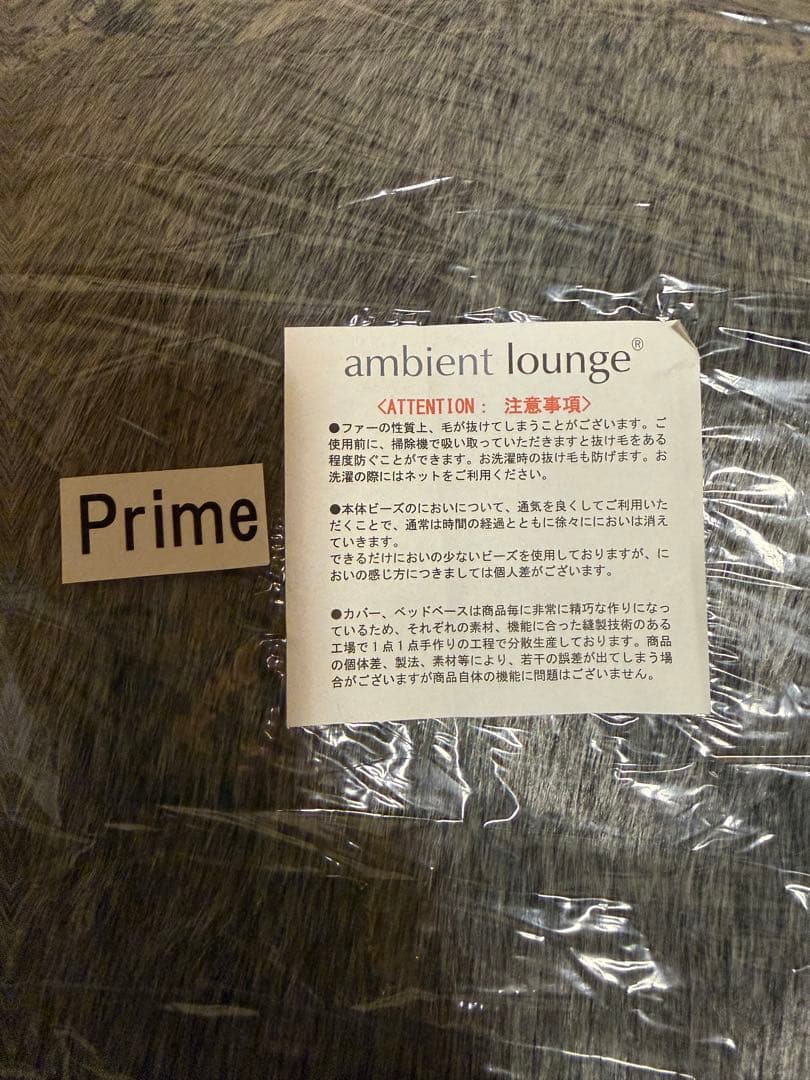 ambient lounge®
<ATTENTION： 注意事項>
●ファーの性質上、毛が抜けてしまうことがございます。ご
使用前に、掃除機で吸い取っていただきますと抜け毛をある
程度防ぐことができます。お洗濯時の抜け毛も防げます。お
洗濯の際にはネットをご利用ください。
●本体ビーズのにおいについて、通気を良くしてご利用いた
だくことで、通常は時間の経過とともに徐々ににおいは消え
ていきます。
できるだけにおいの少ないビーズを使用しておりますが、に
おいの感じ方につきましては個人差がございます。
●カバー、ベッドベースは商品毎に非常に精巧な作りになっ
ているため、それぞれの素材、機能に合った縫製技術のある
工場で１点１点手作りの工程で分散生産しております。商品
の個体差、製法、素材等により、若干の誤差が出てしまう場
合がございますが商品自体の機能に問題はございません。
Prime